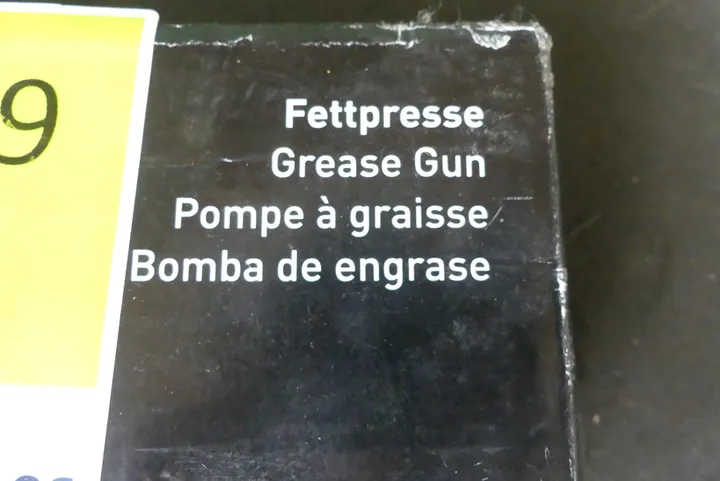 9
Fettpresse
Grease Gun
Pompe à graisse
Bomba de engrase